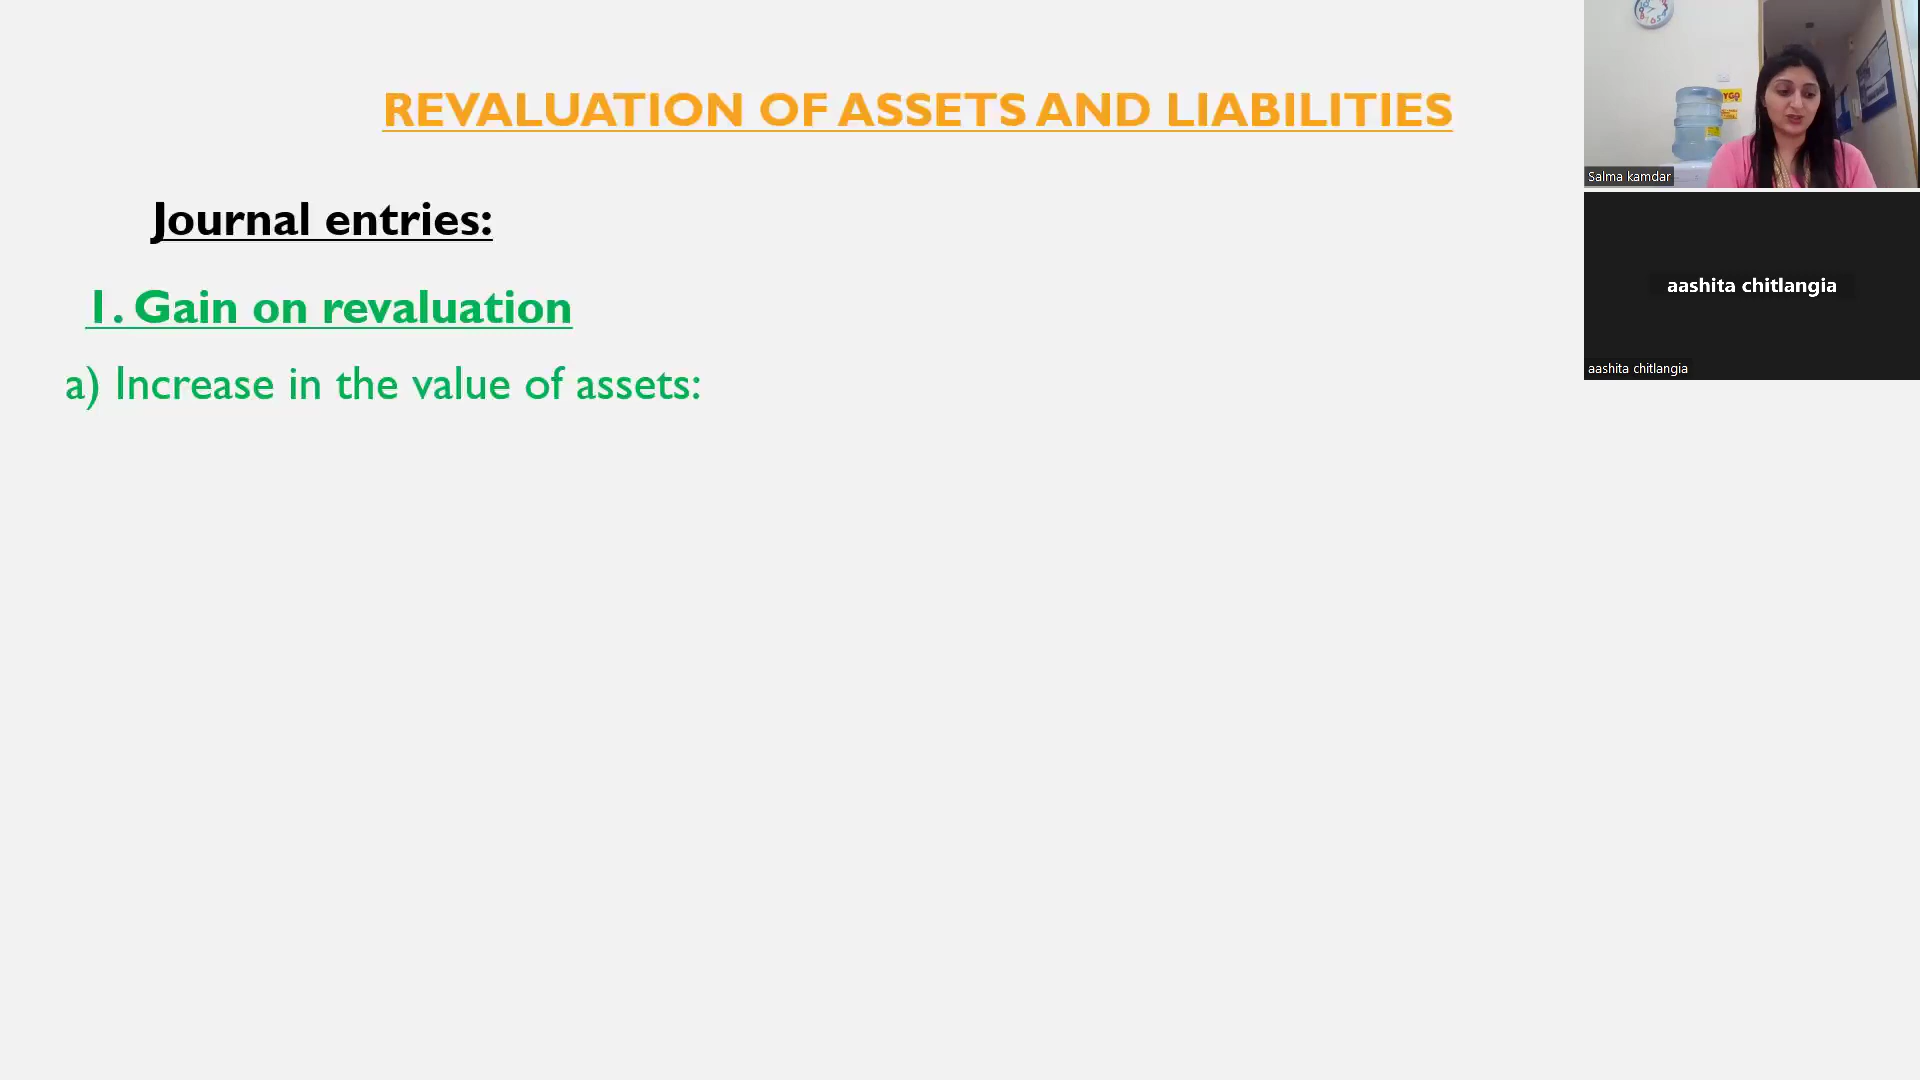 REVALUATION OF ASSETS AND LIABILITIES
Journal entries:
1. Gain on revaluation
a) Increase in the value of assets:
Salma kamdar
aashita chitlangia
aashita chitlangia